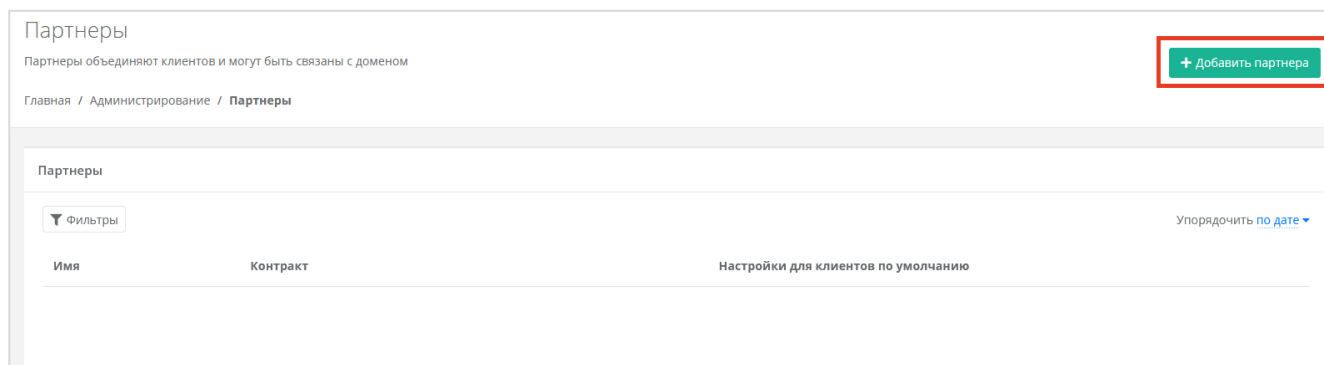 Партнеры
Партнеры объединяют клиентов и могут быть связаны с доменом
+ Добавить партнера
Главная / Администрирование / Партнеры
Партнеры
Фильтры
Упорядочить по дате
Имя Контракт Настройки для клиентов по умолчанию